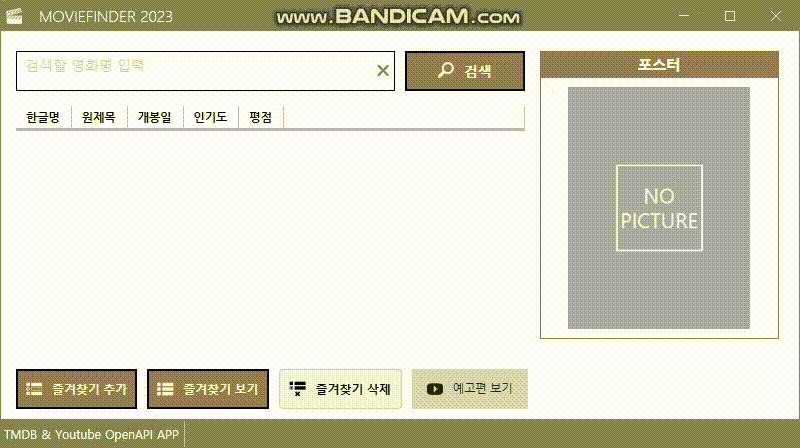 MOVIEFINDER 2023
www.BANDICAM.com
검색할 영화명 입력
검색
포스터
한글명 원제목 개봉일 인기도 평점
NO
PICTURE
즐겨찾기 추가 즐겨찾기 보기 즐겨찾기 삭제 예고편 보기
TMDB & Youtube OpenAPI APP